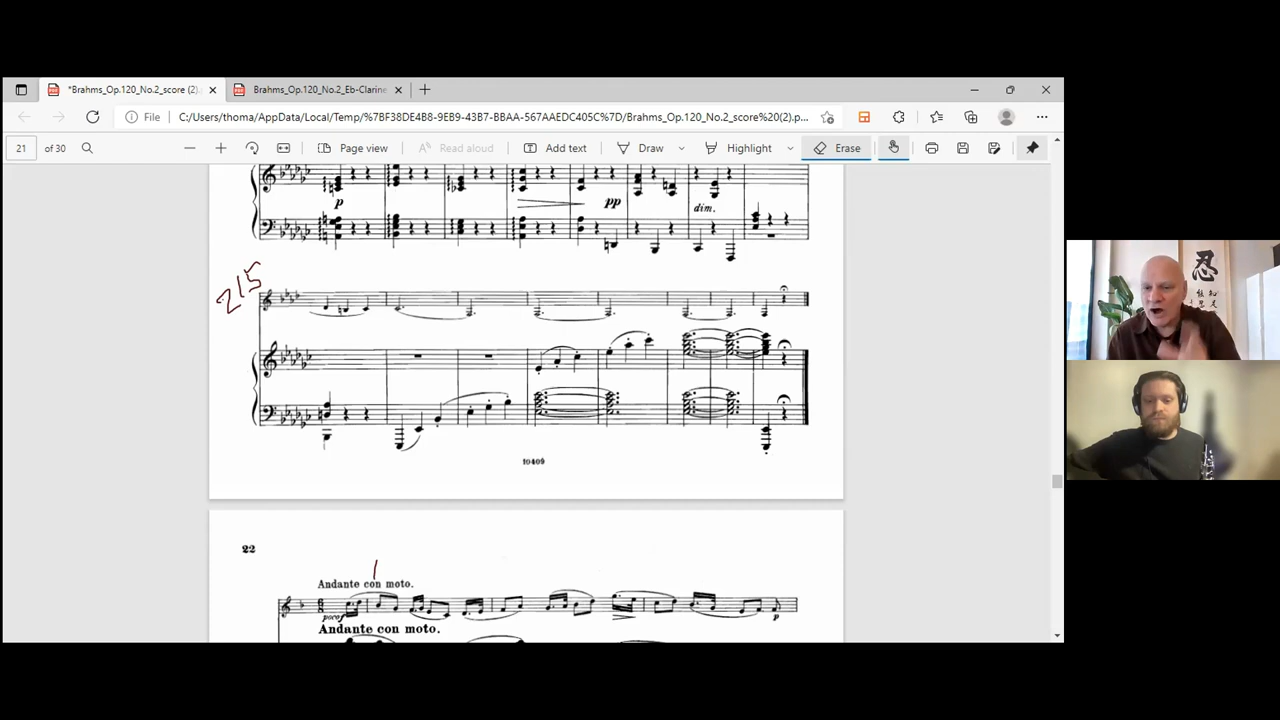 *Brahms_Op.120_No.2_score (2).p
Brahms_Op.120_No.2_Eb-Clarine
File
C:/Users/thoma/AppData/Local/Temp/%7BF38DE4B8-9EB9-43B7-BBAA-567AAEDC405C%7D/Brahms_Op.120_No.2_score%20(2).p...
21 of 30
Page view
Read aloud
Add text
Draw
Highlight
Erase
p
pp
dim.
215
10409
22
1
Andante con moto.
poco f
p
Andante con moto.
忍